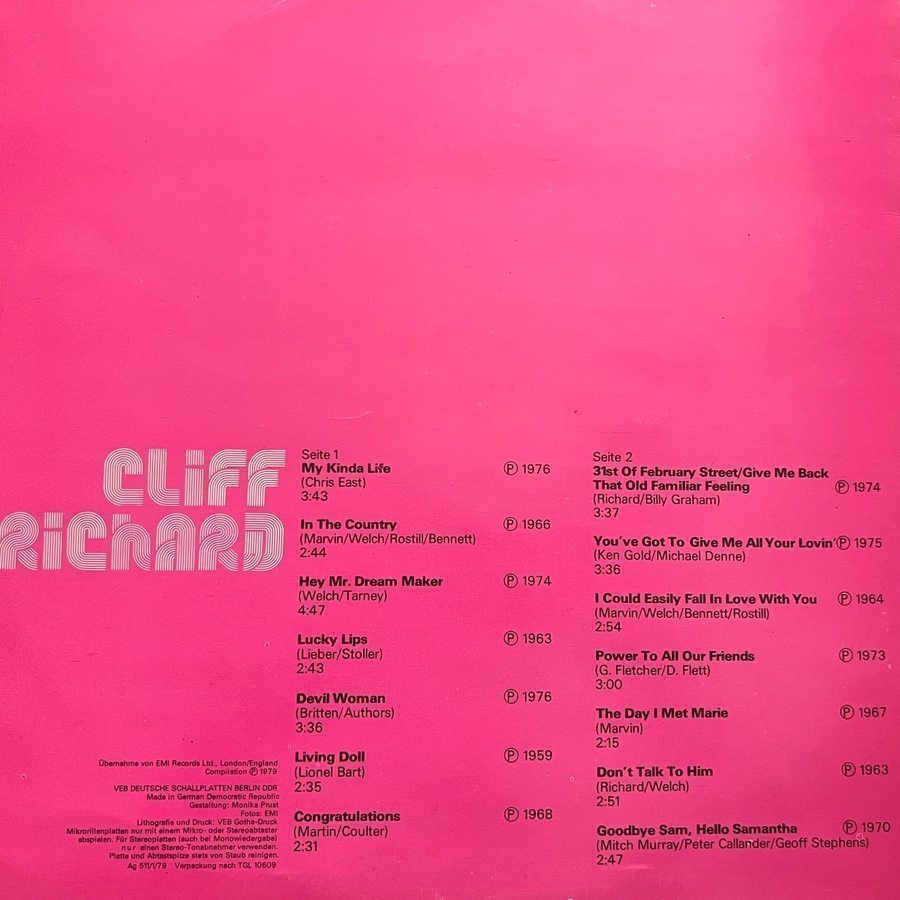 CLiFF
RiChARD
Seite 1
My Kinda Life ℗ 1976
(Chris East)
3:43
In The Country ℗ 1966
(Marvin/Welch/Rostill/Bennett)
2:44
Hey Mr. Dream Maker ℗ 1974
(Welch/Tarney)
4:47
Lucky Lips ℗ 1963
(Lieber/Stoller)
2:43
Devil Woman ℗ 1976
(Britten/Authors)
3:36
Living Doll ℗ 1959
(Lionel Bart)
2:35
Congratulations ℗ 1968
(Martin/Coulter)
2:31
Seite 2
31st Of February Street/Give Me Back
That Old Familiar Feeling ℗ 1974
(Richard/Billy Graham)
3:37
You've Got To Give Me All Your Lovin' ℗ 1975
(Ken Gold/Michael Denne)
3:36
I Could Easily Fall In Love With You ℗ 1964
(Marvin/Welch/Bennett/Rostill)
2:54
Power To All Our Friends ℗ 1973
(G. Fletcher/D. Flett)
3:00
The Day I Met Marie ℗ 1967
(Marvin)
2:15
Don't Talk To Him ℗ 1963
(Richard/Welch)
2:51
Goodbye Sam, Hello Samantha ℗ 1970
(Mitch Murray/Peter Callander/Geoff Stephens)
2:47
Übernahme von EMI Records Ltd., London/England
Compilation ℗ 1979
VEB DEUTSCHE SCHALLPLATTEN BERLIN DDR
Made in German Democratic Republic
Gestaltung: Monika Prust
Fotos: EMI
Lithografie und Druck: VEB Gotha-Druck
Mikrorillenplatten nur mit einem Mikro- oder Stereoabtaster
abspielen. Für Stereoplatten (auch bei Monowiedergabe)
nur einen Stereo-Tonabnehmer verwenden.
Platte und Abtastspitze stets von Staub reinigen.
Ag 511/1/79 Verpackung nach TGL 10609